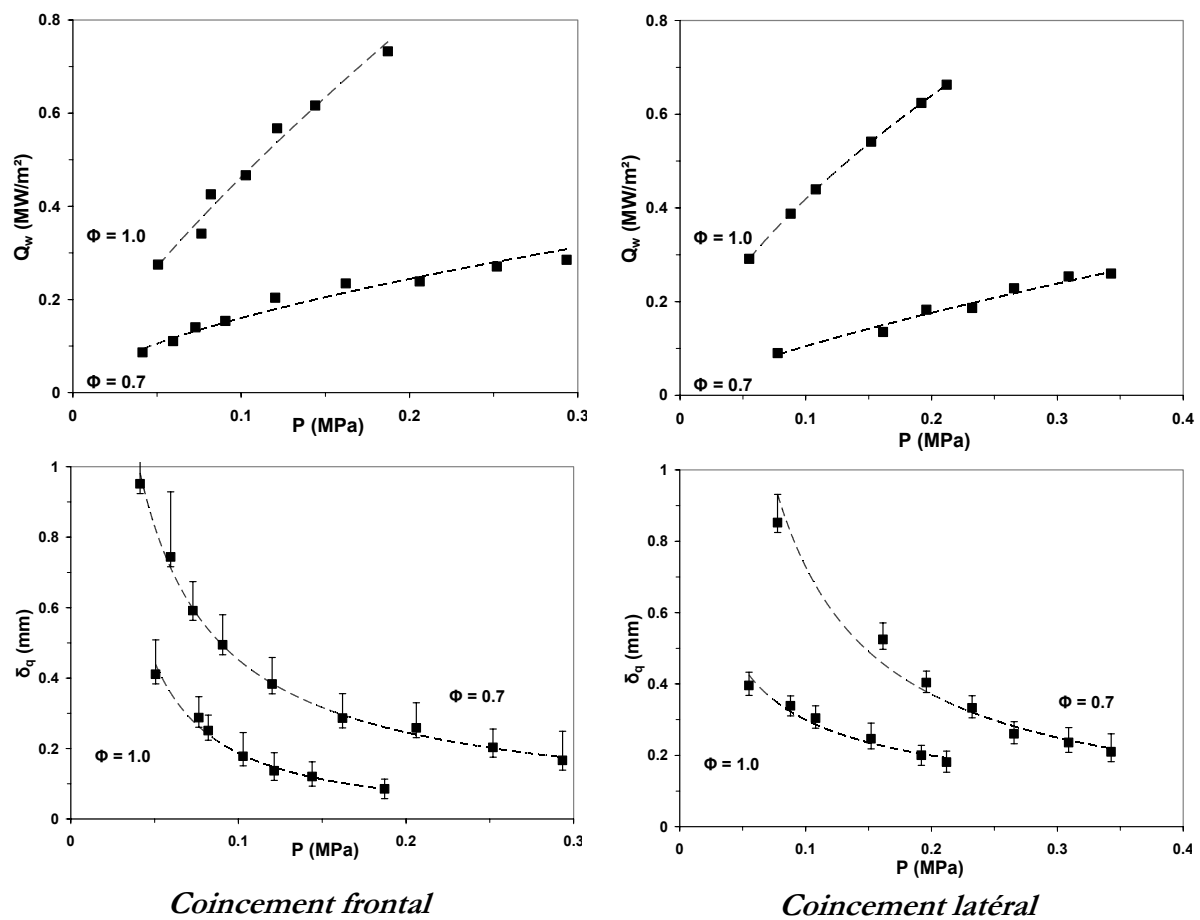 0.8
0.6
0.4
0.2
0
Q_w (MW/m²)
Φ = 1.0
Φ = 0.7
0 0.1 0.2 0.3
P (MPa)
0.8
0.6
0.4
0.2
0
Q_w (MW/m²)
Φ = 1.0
Φ = 0.7
0 0.1 0.2 0.3 0.4
P (MPa)
1
0.8
0.6
0.4
0.2
0
δ_q (mm)
Φ = 0.7
Φ = 1.0
0 0.1 0.2 0.3
P (MPa)
Coincement frontal
1
0.8
0.6
0.4
0.2
0
δ_q (mm)
Φ = 0.7
Φ = 1.0
0 0.1 0.2 0.3 0.4
P (MPa)
Coincement latéral